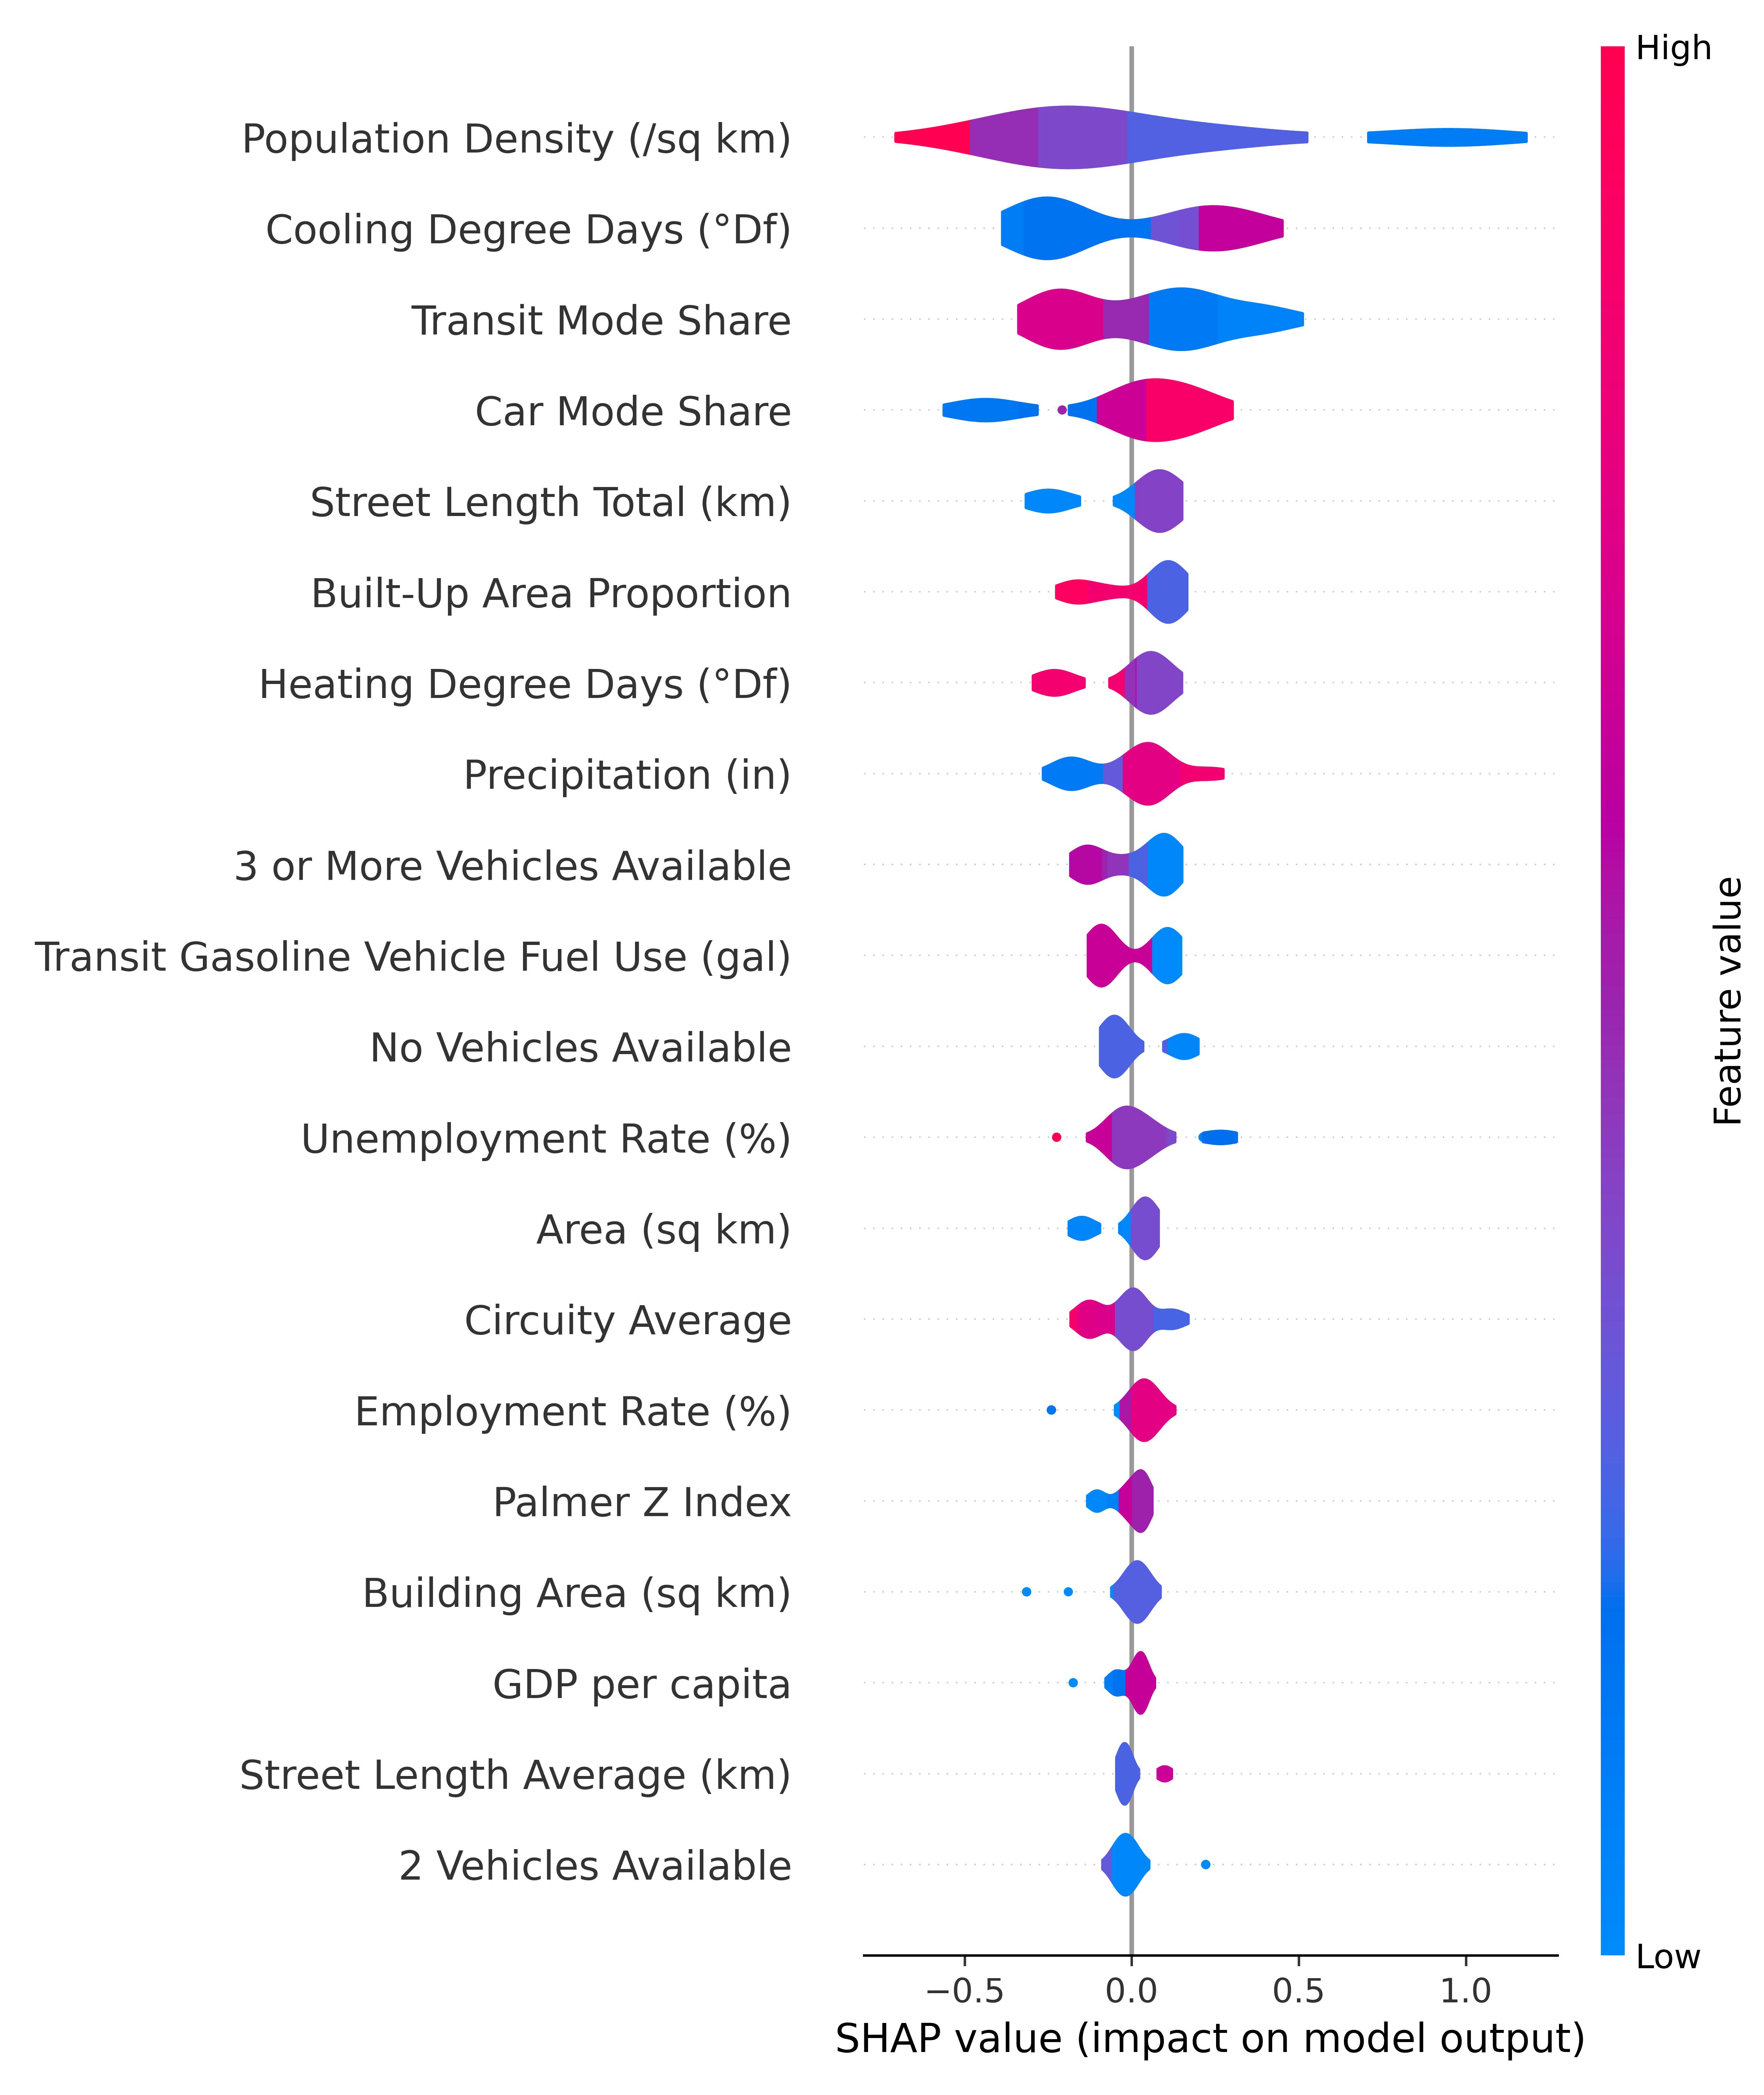 High
Population Density (/sq km)
Cooling Degree Days (°Df)
Transit Mode Share
Car Mode Share
Street Length Total (km)
Built-Up Area Proportion
Heating Degree Days (°Df)
Precipitation (in)
3 or More Vehicles Available
Transit Gasoline Vehicle Fuel Use (gal)
No Vehicles Available
Unemployment Rate (%)
Area (sq km)
Circuity Average
Employment Rate (%)
Palmer Z Index
Building Area (sq km)
GDP per capita
Street Length Average (km)
2 Vehicles Available
Feature value
Low
−0.5 0.0 0.5 1.0
SHAP value (impact on model output)